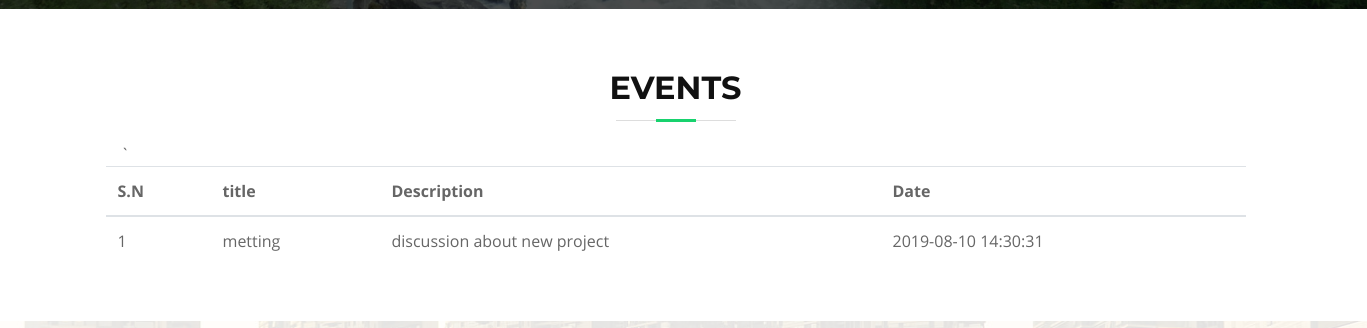 EVENTS
`
S.N title Description Date
1 metting discussion about new project 2019-08-10 14:30:31